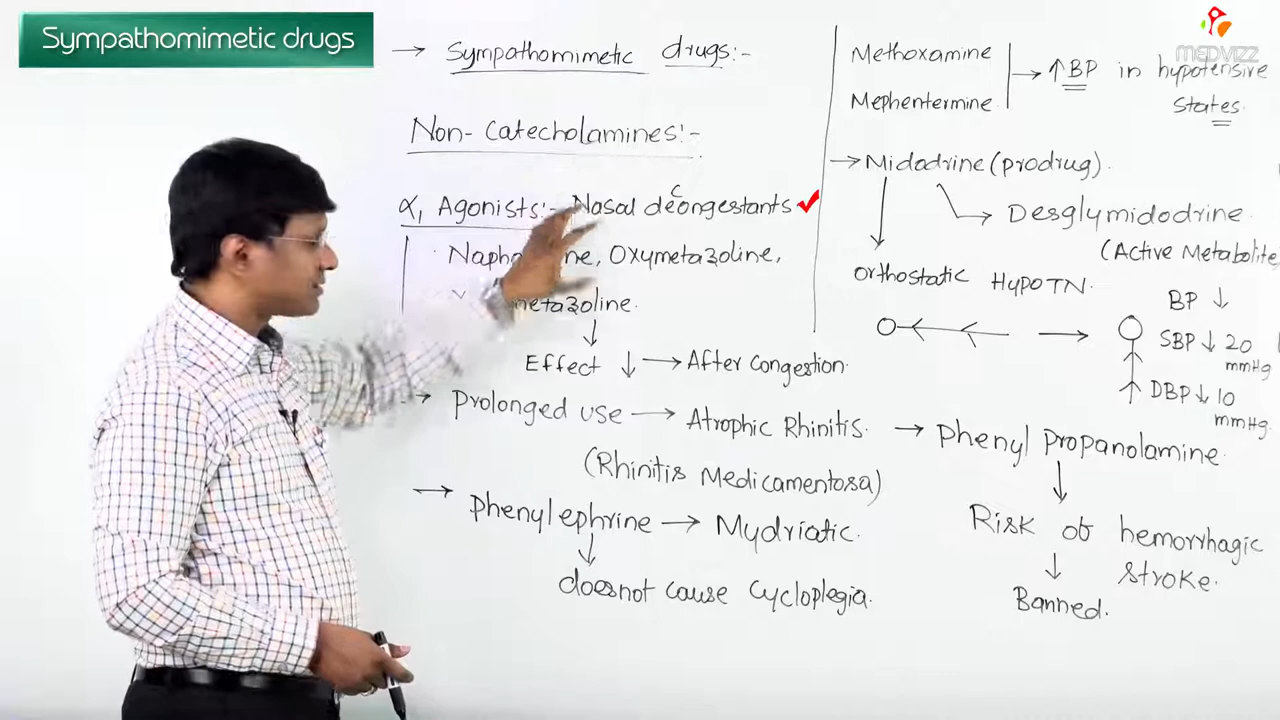 Sympathomimetic drugs
→ Sympathomimetic drugs:-
Non-Catecholamines:-
α₁ Agonists:- Nasal decongestants ✓
Oxymetazoline,
Effect ↓ → After Congestion.
→ Prolonged use → Atrophic Rhinitis.
(Rhinitis Medicamentosa)
→ Phenylephrine → Mydriatic.
↓
doesnot cause Cycloplegia.
MEDVIZZ
Methoxamine
Mephentermine
→ ↑BP in hypotensive
States.
→ Midodrine (prodrug).
→ Desglymidodrine
(Active Metabolite
Orthostatic HypoTN.
BP ↓
SBP ↓ 20
mmHg
DBP ↓ 10
mmHg.
→ Phenyl propanolamine
↓
Risk of hemorrhagic
stroke.
↓
Banned.